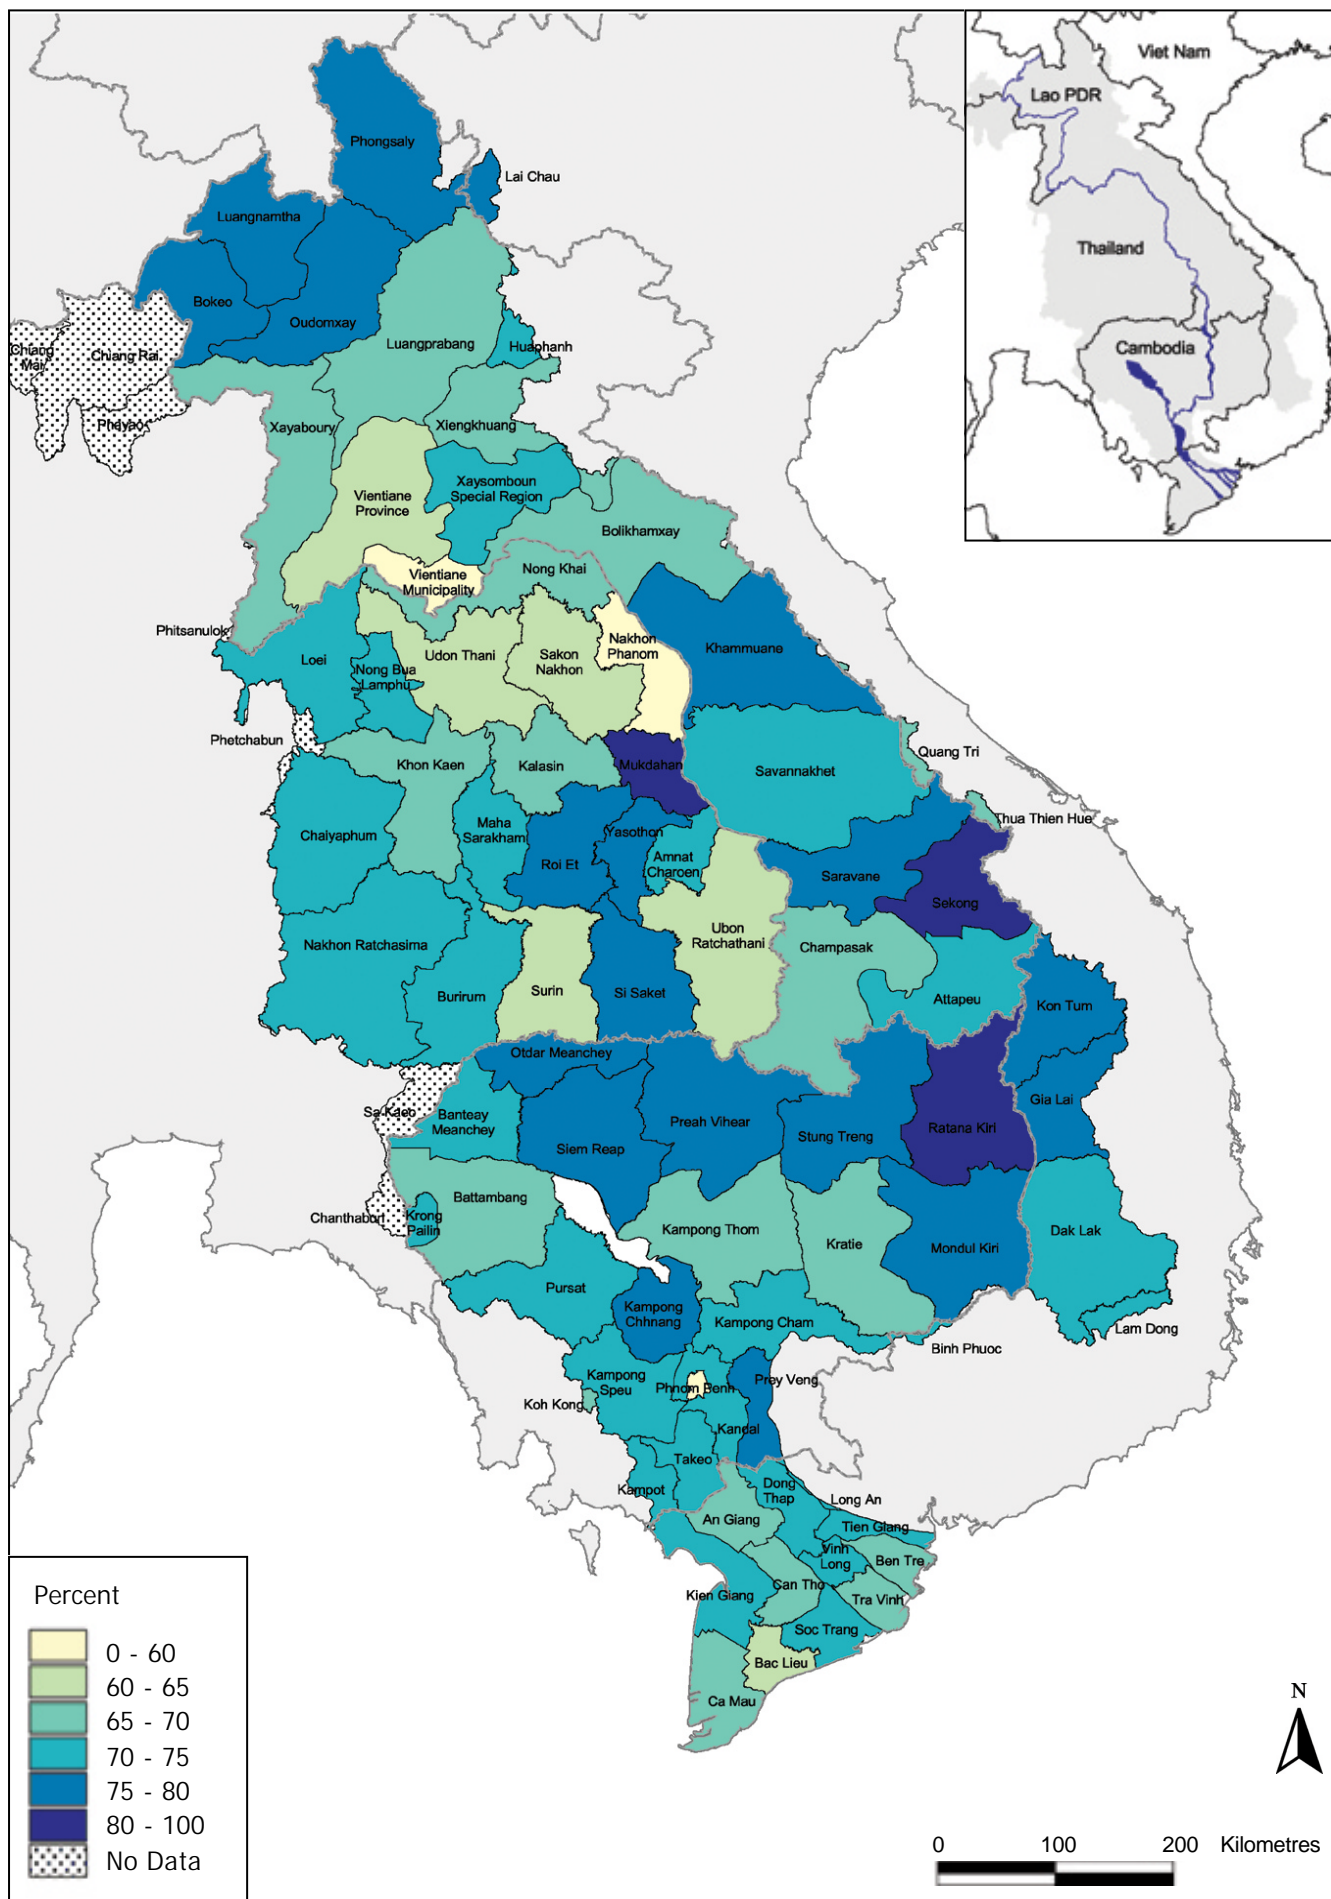 Viet Nam
Lao PDR
Thailand
Cambodia
Phongsaly
Lai Chau
Luangnamtha
Bokeo
Oudomxay
Luangprabang
Huaphanh
Chiang
Mai
Chiang Rai
Phayao
Xayaboury
Xiengkhuang
Vientiane
Province
Xaysomboun
Special Region
Bolikhamxay
Vientiane
Municipality
Nong Khai
Phitsanulok
Loei
Nong Bua
Lamphu
Udon Thani
Sakon
Nakhon
Nakhon
Phanom
Khammuane
Phetchabun
Khon Kaen
Kalasin
Mukdahan
Savannakhet
Quang Tri
Thua Thien Hue
Chaiyaphum
Maha
Sarakham
Roi Et
Yasothon
Amnat
Charoen
Saravane
Sekong
Nakhon Ratchasima
Burirum
Surin
Si Saket
Ubon
Ratchathani
Champasak
Attapeu
Kon Tum
Otdar Meanchey
Sa Kaeo
Banteay
Meanchey
Siem Reap
Preah Vihear
Stung Treng
Ratana Kiri
Gia Lai
Chanthaburi
Krong
Pailin
Battambang
Kampong Thom
Kratie
Mondul Kiri
Dak Lak
Pursat
Kampong
Chhnang
Kampong Cham
Binh Phuoc
Lam Dong
Kampong
Speu
Koh Kong
Phnom Penh
Prey Veng
Kandal
Takeo
Kampot
Dong
Thap
Long An
An Giang
Tien Giang
Vinh
Long
Ben Tre
Can Tho
Kien Giang
Tra Vinh
Soc Trang
Bac Lieu
Ca Mau
Percent
0 - 60
60 - 65
65 - 70
70 - 75
75 - 80
80 - 100
No Data
N
0 100 200 Kilometres